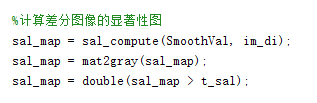 %计算差分图像的显著性图
sal_map = sal_compute(SmoothVal, im_di);
sal_map = mat2gray(sal_map);
sal_map = double(sal_map > t_sal);